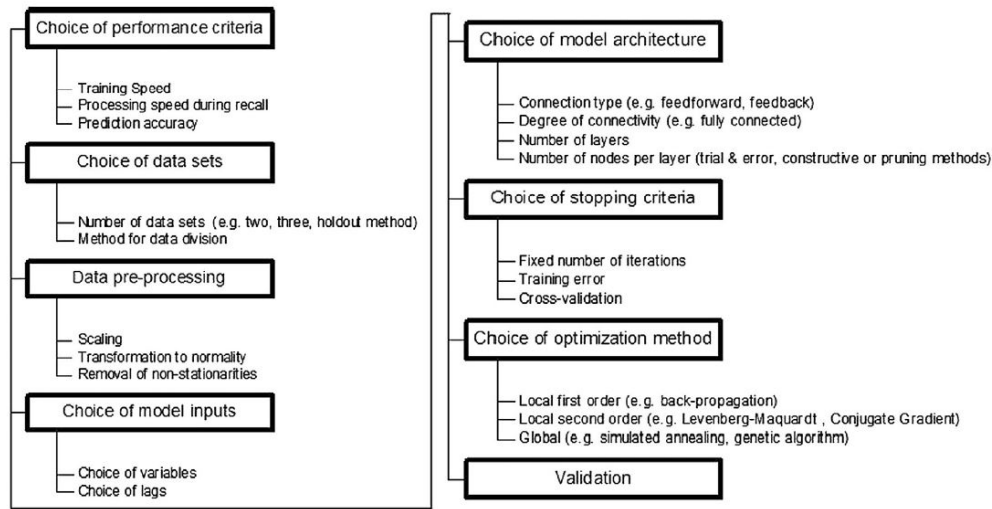 Choice of performance criteria
Training Speed
Processing speed during recall
Prediction accuracy
Choice of data sets
Number of data sets (e.g. two, three, holdout method)
Method for data division
Data pre-processing
Scaling
Transformation to normality
Removal of non-stationarities
Choice of model inputs
Choice of variables
Choice of lags
Choice of model architecture
Connection type (e.g. feedforward, feedback)
Degree of connectivity (e.g. fully connected)
Number of layers
Number of nodes per layer (trial & error, constructive or pruning methods)
Choice of stopping criteria
Fixed number of iterations
Training error
Cross-validation
Choice of optimization method
Local first order (e.g. back-propagation)
Local second order (e.g. Levenberg-Maquardt , Conjugate Gradient)
Global (e.g. simulated annealing, genetic algorithm)
Validation